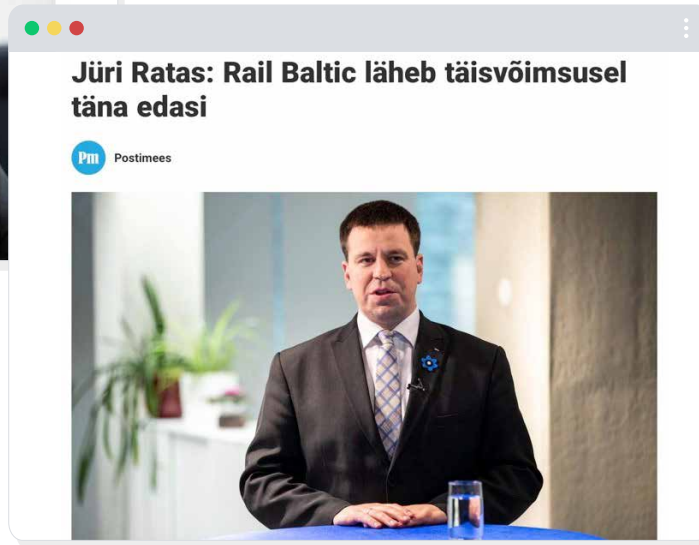 Jüri Ratas: Rail Baltic läheb täisvõimsusel
täna edasi
Pm
Postimees